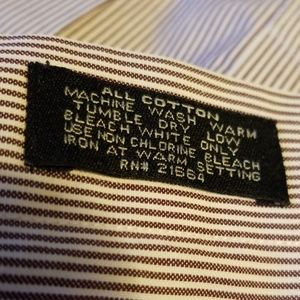 ALL COTTON
MACHINE WASH WARM
TUMBLE DRY LOW
BLEACH WHITE ONLY
USE NON CHLORINE BLEACH
IRON AT WARM SETTING
RN# 21564